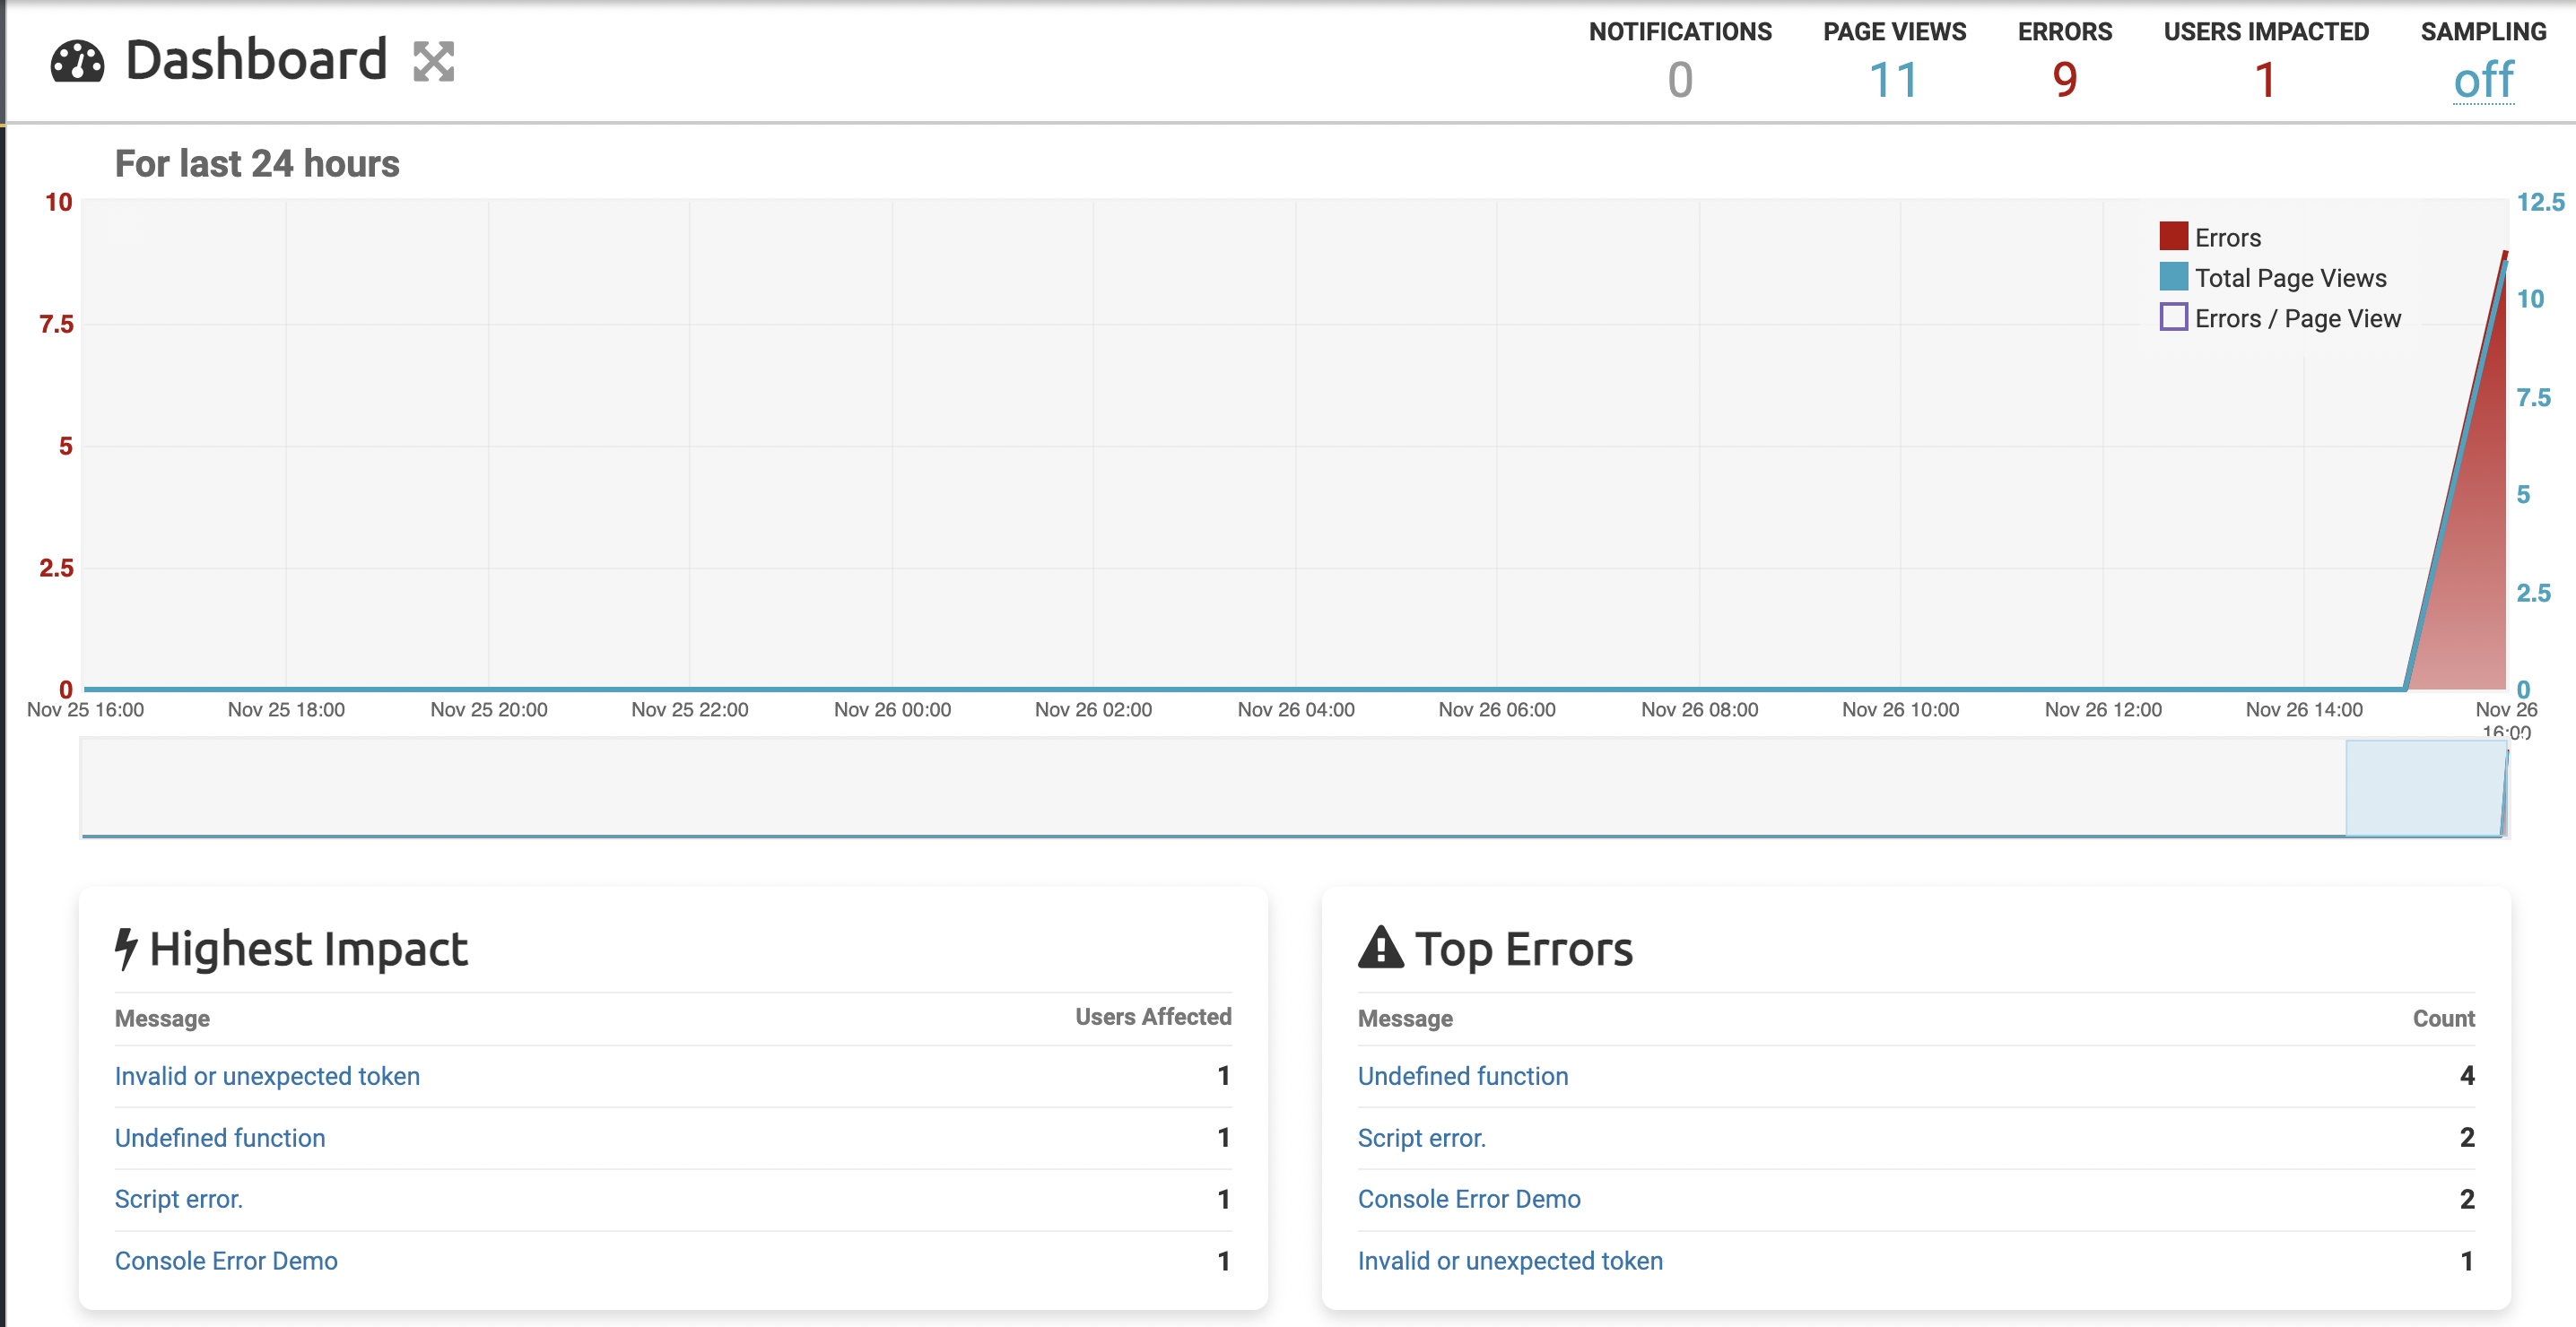 Dashboard
NOTIFICATIONS PAGE VIEWS ERRORS USERS IMPACTED SAMPLING
0 11 9 1 off
For last 24 hours
10
7.5
5
2.5
0
12.5
10
7.5
5
2.5
0
Errors
Total Page Views
Errors / Page View
Nov 25 16:00 Nov 25 18:00 Nov 25 20:00 Nov 25 22:00 Nov 26 00:00 Nov 26 02:00 Nov 26 04:00 Nov 26 06:00 Nov 26 08:00 Nov 26 10:00 Nov 26 12:00 Nov 26 14:00 Nov 26
16:00
Highest Impact
Message Users Affected
Invalid or unexpected token 1
Undefined function 1
Script error. 1
Console Error Demo 1
Top Errors
Message Count
Undefined function 4
Script error. 2
Console Error Demo 2
Invalid or unexpected token 1